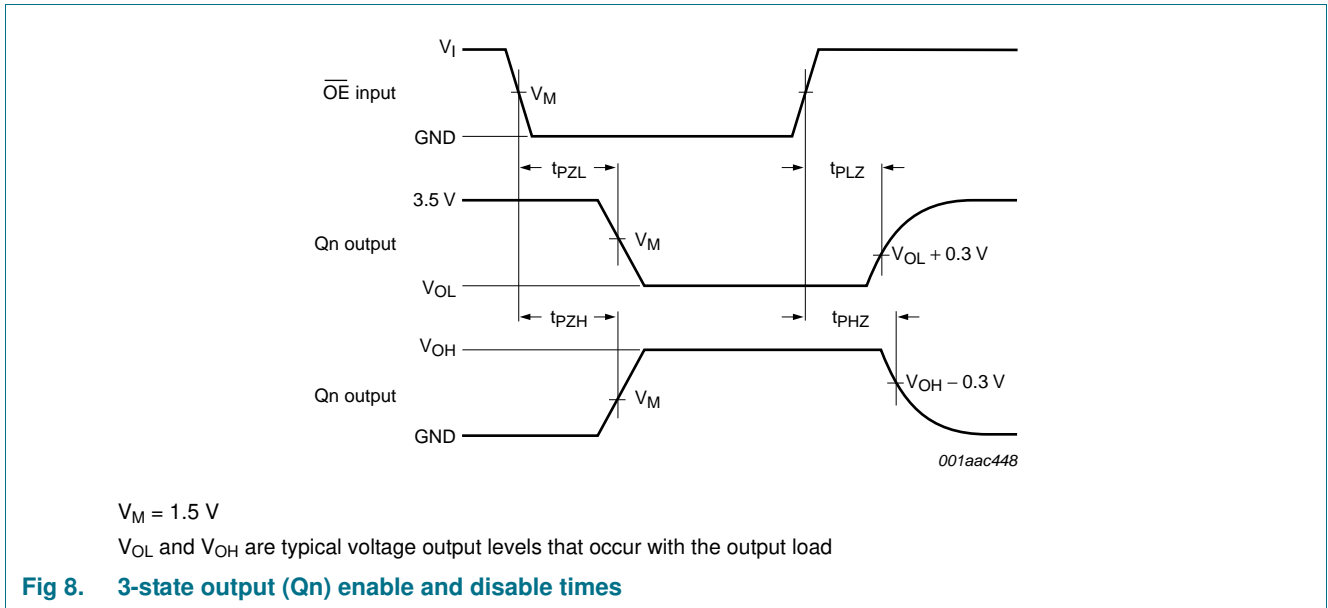 V_I
O̅E̅ input
V_M
GND
t_PZL
t_PLZ
3.5 V
Qn output
V_M
V_OL + 0.3 V
V_OL
t_PZH
t_PHZ
V_OH
V_OH − 0.3 V
Qn output
V_M
GND
001aac448
V_M = 1.5 V
V_OL and V_OH are typical voltage output levels that occur with the output load
Fig 8. 3-state output (Qn) enable and disable times